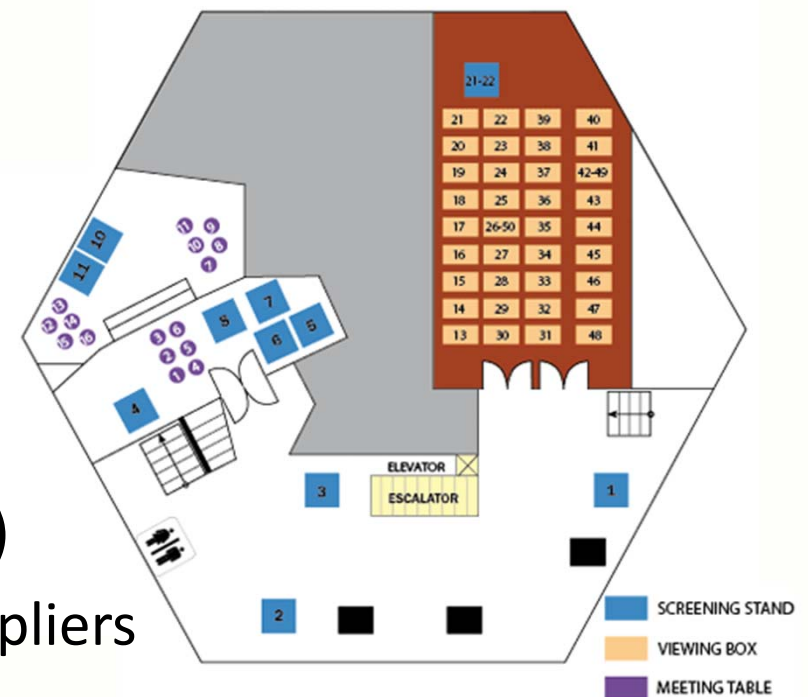 21-22
21 22 39 40
20 23 38 41
19 24 37 42-49
18 25 36 43
17 26-50 35 44
16 27 34 45
15 28 33 46
14 29 32 47
13 30 31 48
10
11
11 9
10 8
7
13
12 14
15 16
8 7
6 5
3 6
2 5
1 4
4
ELEVATOR
ESCALATOR
3
1
2
)
pliers
SCREENING STAND
VIEWING BOX
MEETING TABLE